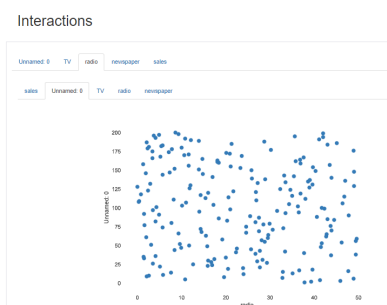 Interactions
Unnamed: 0 TV radio newspaper sales
sales Unnamed: 0 TV radio newspaper
200
175
150
125
100
75
50
25
0
Unnamed: 0
0 10 20 30 40 50
radio